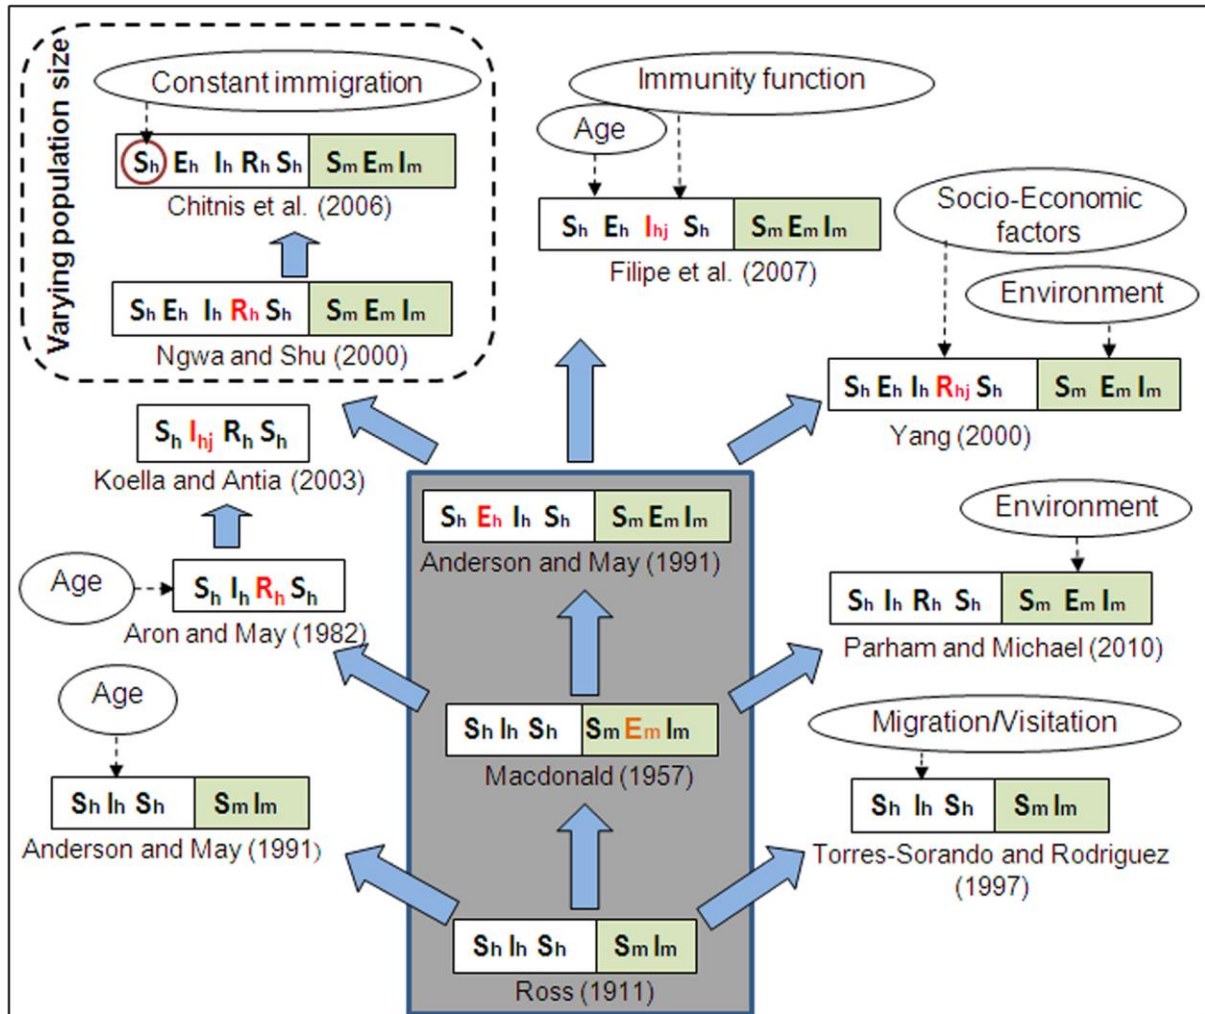 Varying population size
Constant immigration
Sh Eh Ih Rh Sh Sm Em Im
Chitnis et al. (2006)
Sh Eh Ih Rh Sh Sm Em Im
Ngwa and Shu (2000)
Immunity function
Age
Sh Eh Ihj Sh Sm Em Im
Filipe et al. (2007)
Socio-Economic
factors
Environment
Sh Eh Ih Rhj Sh Sm Em Im
Yang (2000)
Sh Ihj Rh Sh
Koella and Antia (2003)
Age
Sh Ih Rh Sh
Aron and May (1982)
Sh Eh Ih Sh Sm Em Im
Anderson and May (1991)
Environment
Sh Ih Rh Sh Sm Em Im
Parham and Michael (2010)
Age
Sh Ih Sh Sm Im
Anderson and May (1991)
Sh Ih Sh Sm Em Im
Macdonald (1957)
Migration/Visitation
Sh Ih Sh Sm Im
Torres-Sorando and Rodriguez
(1997)
Sh Ih Sh Sm Im
Ross (1911)